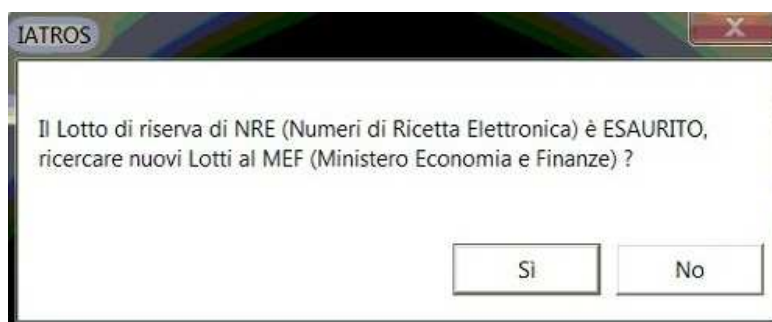 IATROS
Il Lotto di riserva di NRE (Numeri di Ricetta Elettronica) è ESAURITO,
ricercare nuovi Lotti al MEF (Ministero Economia e Finanze) ?
Sì
No